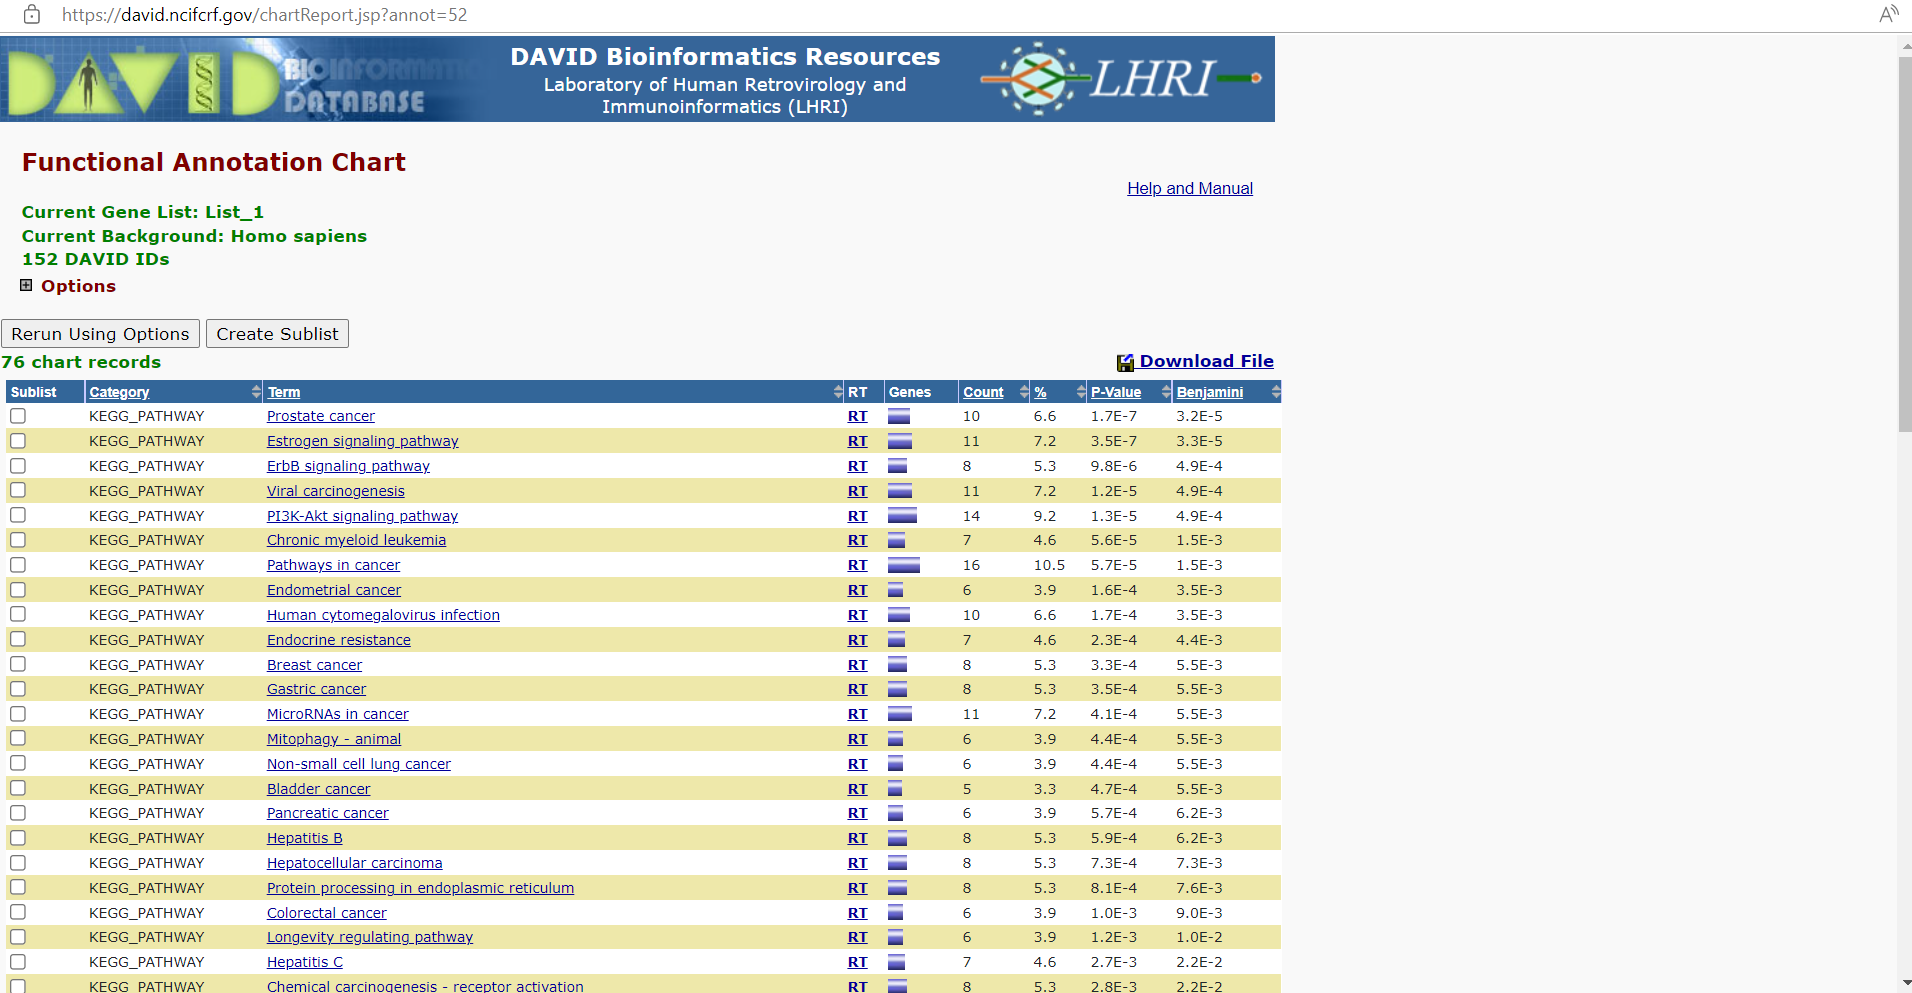 https://david.ncifcrf.gov/chartReport.jsp?annot=52
DAVID BIOINFORMATICS DATABASE
DAVID Bioinformatics Resources
Laboratory of Human Retrovirology and
Immunoinformatics (LHRI)
LHRI
Functional Annotation Chart
Help and Manual
Current Gene List: List_1
Current Background: Homo sapiens
152 DAVID IDs
Options
Rerun Using Options Create Sublist
76 chart records Download File
Sublist Category Term RT Genes Count % P-Value Benjamini
KEGG_PATHWAY Prostate cancer RT 10 6.6 1.7E-7 3.2E-5
KEGG_PATHWAY Estrogen signaling pathway RT 11 7.2 3.5E-7 3.3E-5
KEGG_PATHWAY ErbB signaling pathway RT 8 5.3 9.8E-6 4.9E-4
KEGG_PATHWAY Viral carcinogenesis RT 11 7.2 1.2E-5 4.9E-4
KEGG_PATHWAY PI3K-Akt signaling pathway RT 14 9.2 1.3E-5 4.9E-4
KEGG_PATHWAY Chronic myeloid leukemia RT 7 4.6 5.6E-5 1.5E-3
KEGG_PATHWAY Pathways in cancer RT 16 10.5 5.7E-5 1.5E-3
KEGG_PATHWAY Endometrial cancer RT 6 3.9 1.6E-4 3.5E-3
KEGG_PATHWAY Human cytomegalovirus infection RT 10 6.6 1.7E-4 3.5E-3
KEGG_PATHWAY Endocrine resistance RT 7 4.6 2.3E-4 4.4E-3
KEGG_PATHWAY Breast cancer RT 8 5.3 3.3E-4 5.5E-3
KEGG_PATHWAY Gastric cancer RT 8 5.3 3.5E-4 5.5E-3
KEGG_PATHWAY MicroRNAs in cancer RT 11 7.2 4.1E-4 5.5E-3
KEGG_PATHWAY Mitophagy - animal RT 6 3.9 4.4E-4 5.5E-3
KEGG_PATHWAY Non-small cell lung cancer RT 6 3.9 4.4E-4 5.5E-3
KEGG_PATHWAY Bladder cancer RT 5 3.3 4.7E-4 5.5E-3
KEGG_PATHWAY Pancreatic cancer RT 6 3.9 5.7E-4 6.2E-3
KEGG_PATHWAY Hepatitis B RT 8 5.3 5.9E-4 6.2E-3
KEGG_PATHWAY Hepatocellular carcinoma RT 8 5.3 7.3E-4 7.3E-3
KEGG_PATHWAY Protein processing in endoplasmic reticulum RT 8 5.3 8.1E-4 7.6E-3
KEGG_PATHWAY Colorectal cancer RT 6 3.9 1.0E-3 9.0E-3
KEGG_PATHWAY Longevity regulating pathway RT 6 3.9 1.2E-3 1.0E-2
KEGG_PATHWAY Hepatitis C RT 7 4.6 2.7E-3 2.2E-2
KEGG_PATHWAY Chemical carcinogenesis - receptor activation RT 8 5.3 2.8E-3 2.2E-2